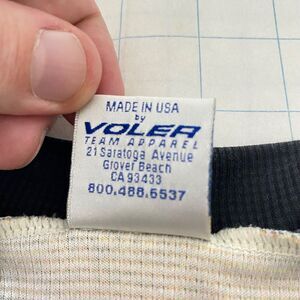 MADE IN USA
by
VOLER
TEAM APPAREL
21 Saratoga Avenue
Grover Beach
CA 93433
800.488.6537